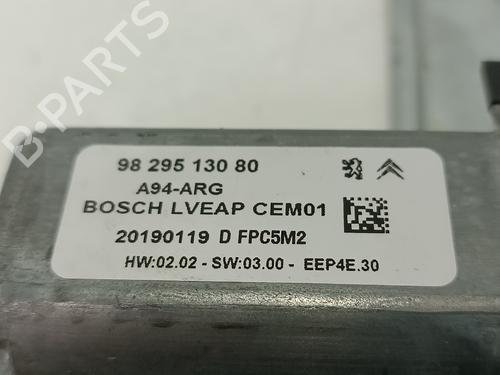 B-PARTS
98 295 130 80
A94-ARG
BOSCH LVEAP CEM01
20190119 D FPC5M2
HW:02.02 - SW:03.00 - EEP4E.30